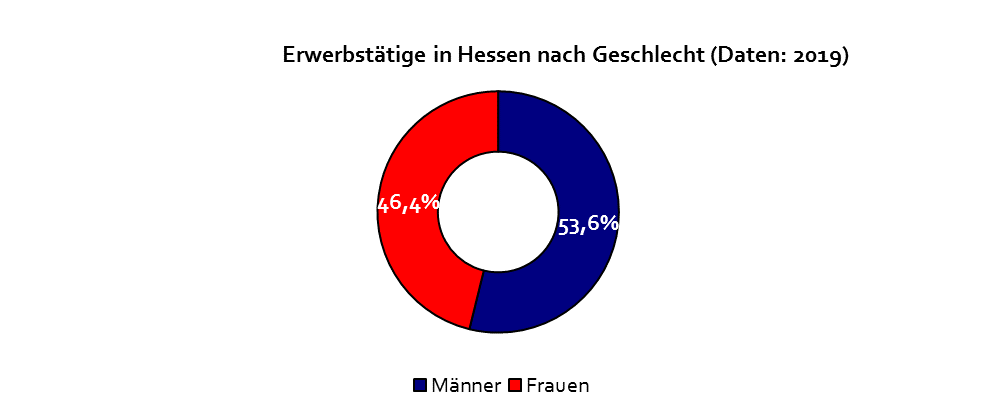 Erwerbstätige in Hessen nach Geschlecht (Daten: 2019)
46,4%
53,6%
Männer Frauen